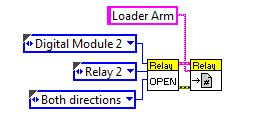 Loader Arm
Digital Module 2
Relay 2
Both directions
Relay
OPEN
Relay
#